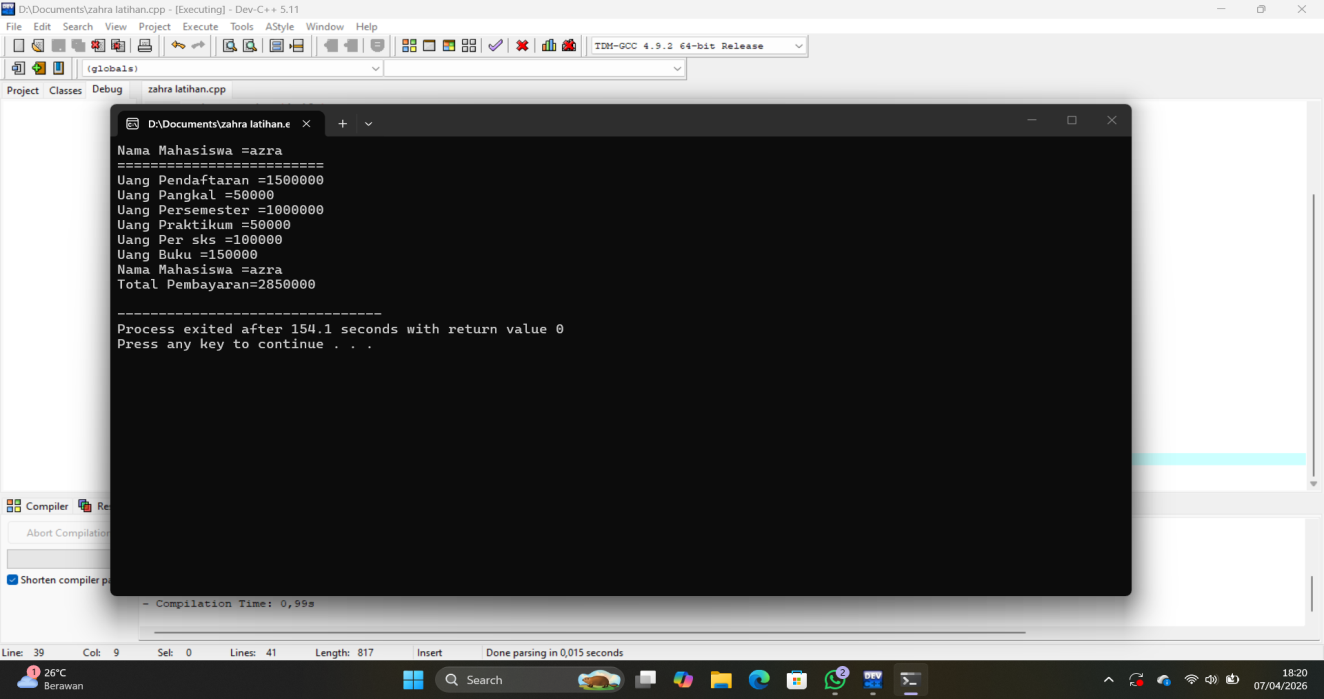 D:\Documents\zahra latihan.cpp - [Executing] - Dev-C++ 5.11
File Edit Search View Project Execute Tools AStyle Window Help
TDM-GCC 4.9.2 64-bit Release
(globals)
Project Classes Debug zahra latihan.cpp
D:\Documents\zahra latihan.e
Nama Mahasiswa =azra
=========================
Uang Pendaftaran =1500000
Uang Pangkal =50000
Uang Persemester =1000000
Uang Praktikum =50000
Uang Per sks =100000
Uang Buku =150000
Nama Mahasiswa =azra
Total Pembayaran=2850000
--------------------------------
Process exited after 154.1 seconds with return value 0
Press any key to continue . . .
Compiler Res
Abort Compilation
Shorten compiler pa
- Compilation Time: 0,99s
Line: 39 Col: 9 Sel: 0 Lines: 41 Length: 817 Insert Done parsing in 0,015 seconds
1
26°C
Berawan
Search
2
DEV
18:20
07/04/2026